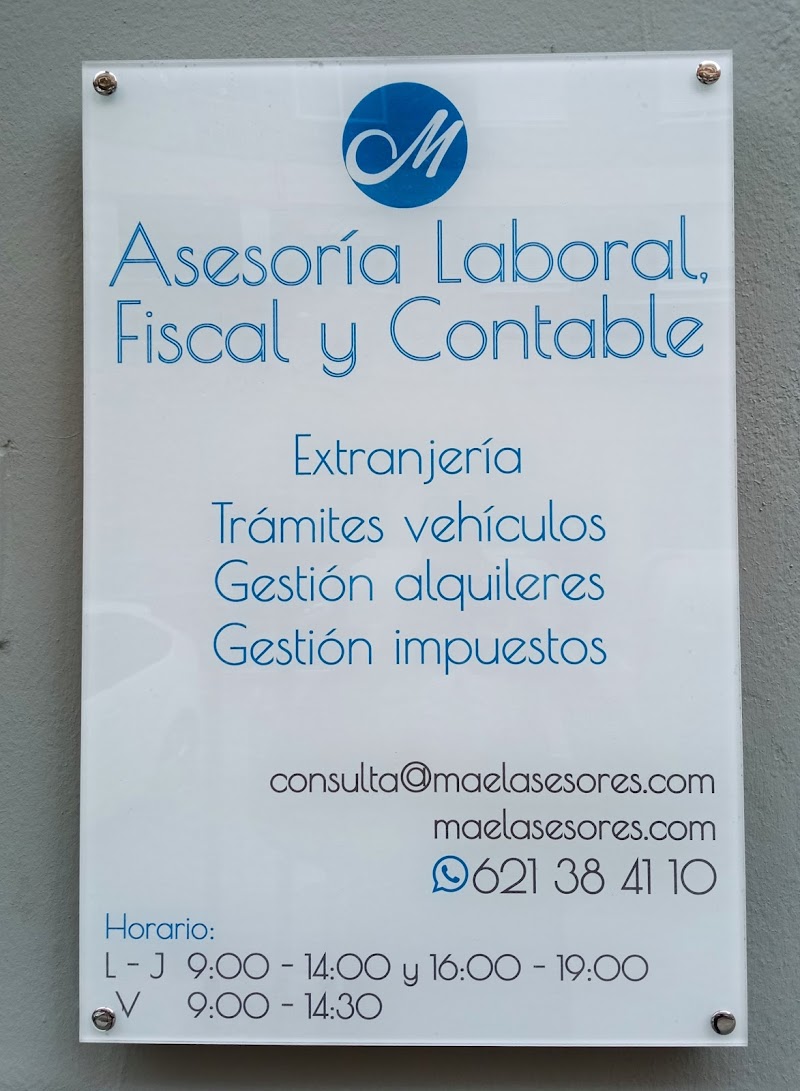 M
Asesoría Laboral,
Fiscal y Contable
Extranjería
Trámites vehículos
Gestión alquileres
Gestión impuestos
consulta@maelasesores.com
maelasesores.com
621 38 41 10
Horario:
L - J 9:00 - 14:00 y 16:00 - 19:00
V 9:00 - 14:30